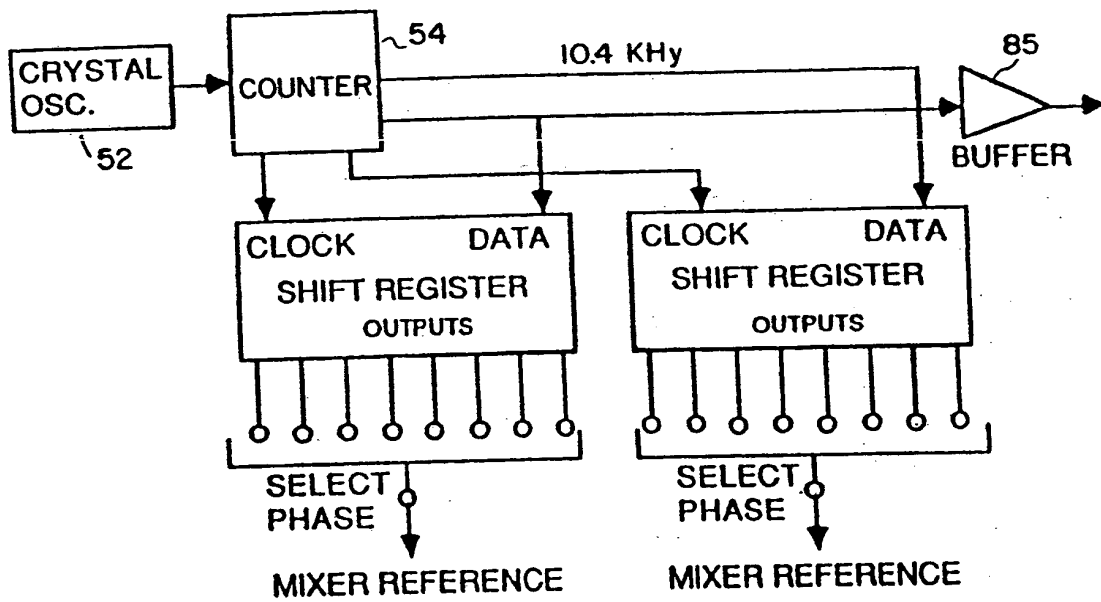 CRYSTAL
OSC.
52
COUNTER
54
10.4 KHy
85
BUFFER
CLOCK DATA
SHIFT REGISTER
OUTPUTS
CLOCK DATA
SHIFT REGISTER
OUTPUTS
SELECT
PHASE
SELECT
PHASE
MIXER REFERENCE
MIXER REFERENCE